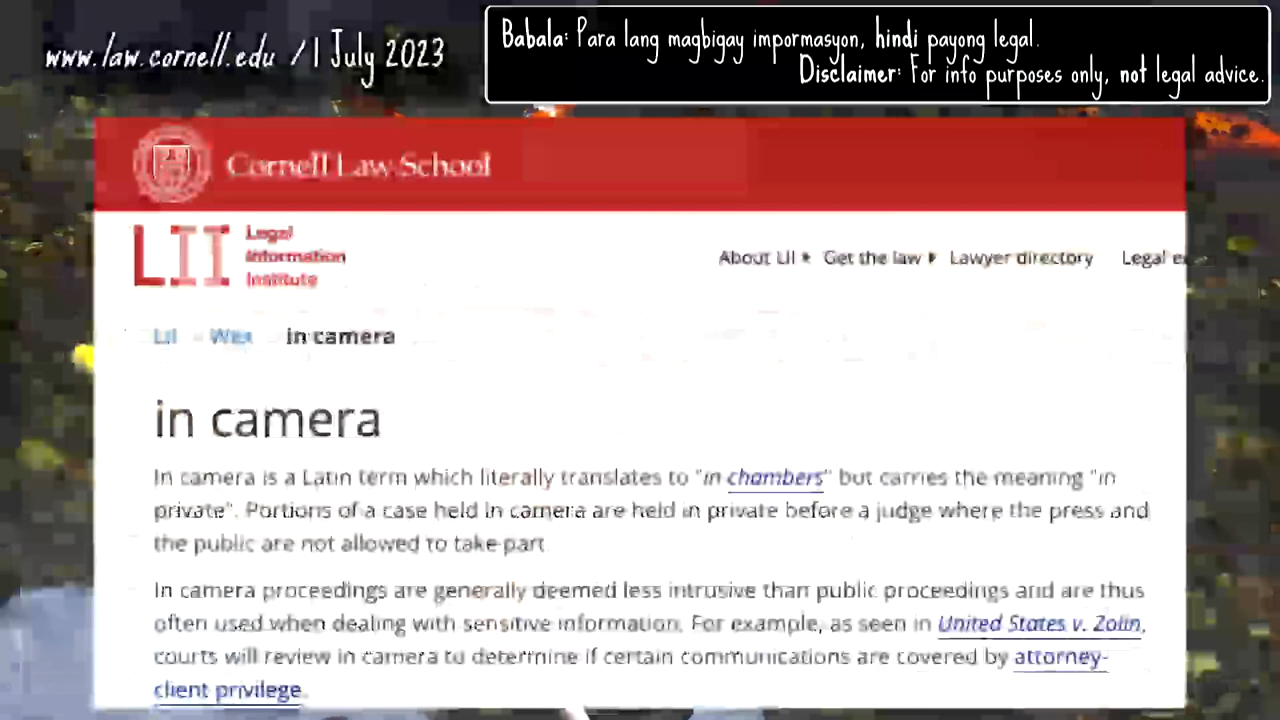 www.law.cornell.edu / 1 July 2023
Babala: Para lang magbigay impormasyon, hindi payong legal.
Disclaimer: For info purposes only, not legal advice.
Cornell Law School
LII
Legal
Information
Institute
About LII Get the law Lawyer directory Legal
LII Wex in camera
in camera
In camera is a Latin term which literally translates to "in chambers" but carries the meaning "in
private". Portions of a case held in camera are held in private before a judge where the press and
the public are not allowed to take part
In camera proceedings are generally deemed less intrusive than public proceedings and are thus
often used when dealing with sensitive information. For example, as seen in United States v. Zolin,
courts will review in camera to determine if certain communications are covered by attorney-
client privilege.